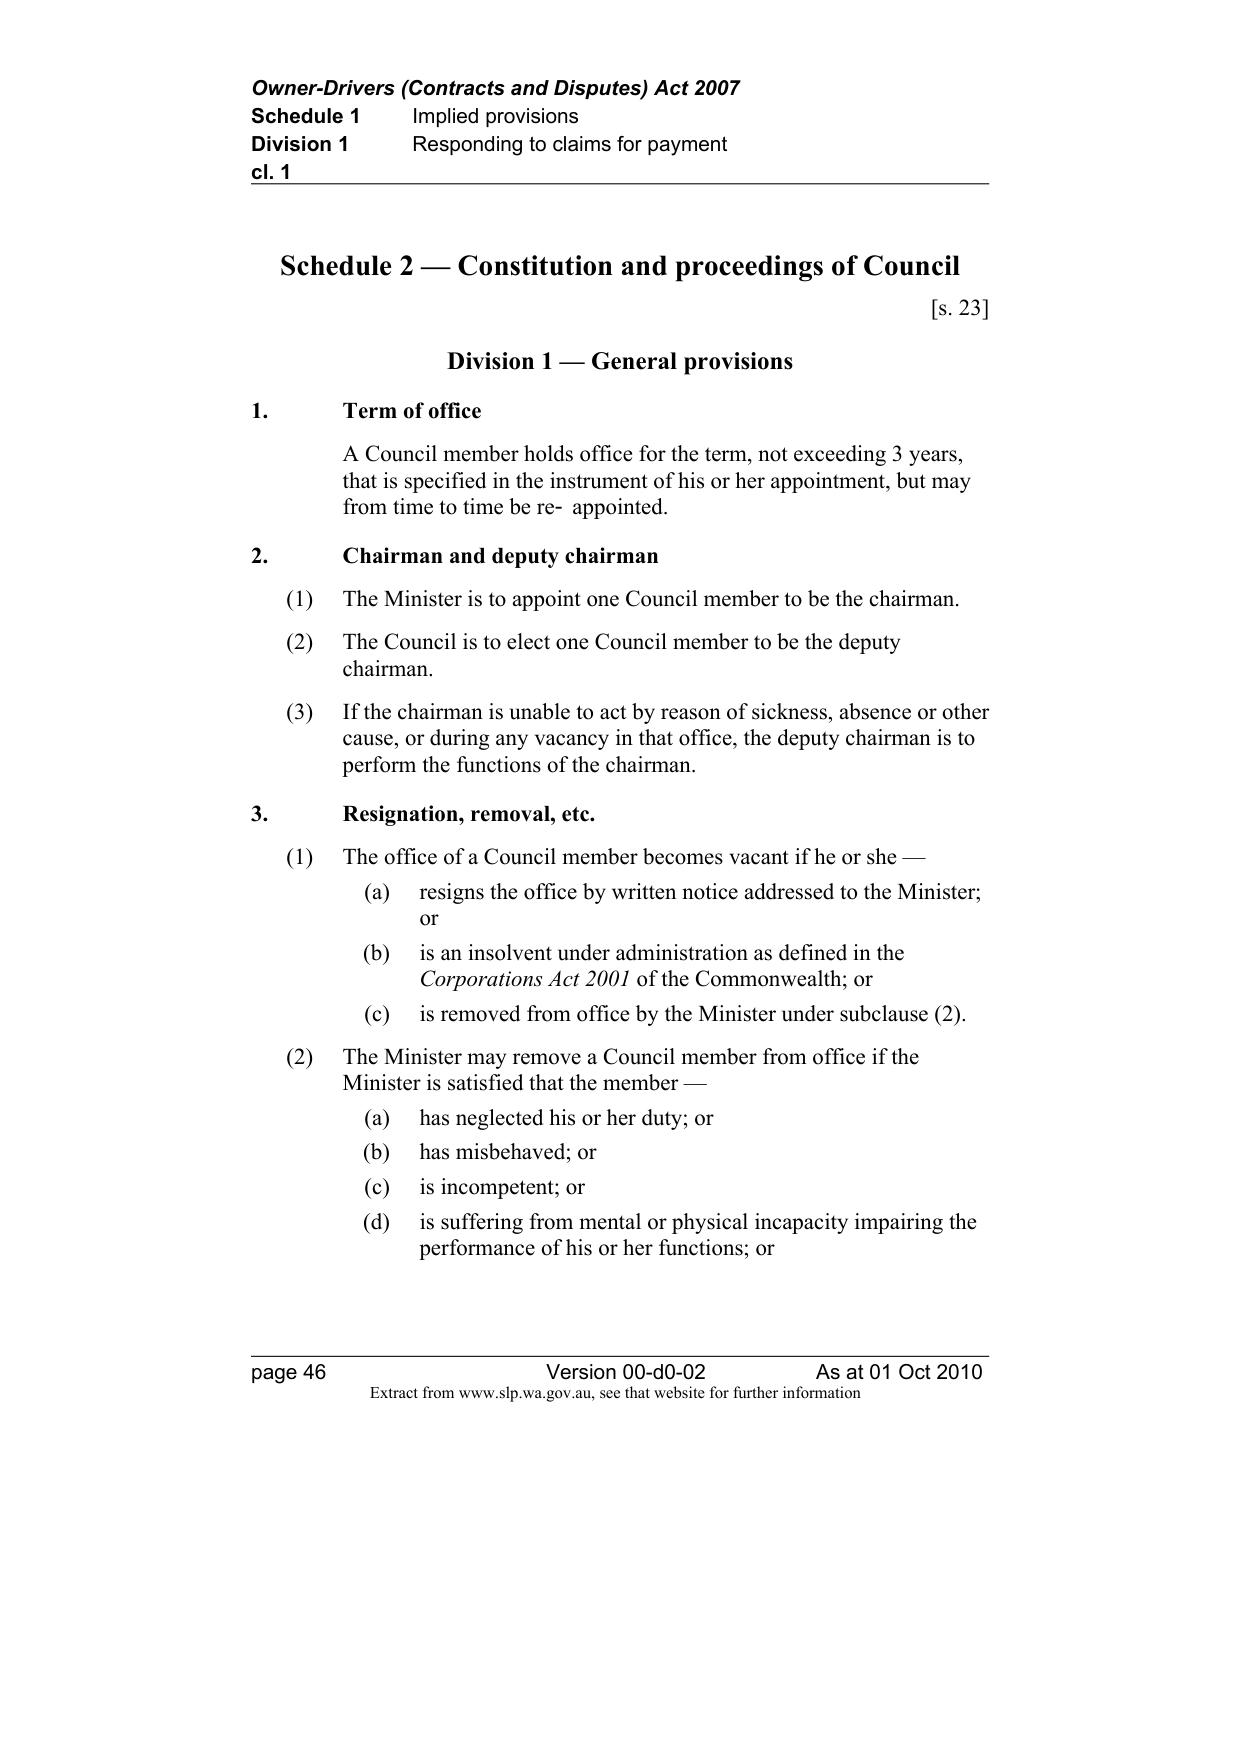 Owner-Drivers (Contracts and Disputes) Act 2007
Schedule 1 Implied provisions
Division 1 Responding to claims for payment
cl. 1
Schedule 2 — Constitution and proceedings of Council
[s. 23]
Division 1 — General provisions
1. Term of office
A Council member holds office for the term, not exceeding 3 years,
that is specified in the instrument of his or her appointment, but may
from time to time be re- appointed.
2. Chairman and deputy chairman
(1) The Minister is to appoint one Council member to be the chairman.
(2) The Council is to elect one Council member to be the deputy
chairman.
(3) If the chairman is unable to act by reason of sickness, absence or other
cause, or during any vacancy in that office, the deputy chairman is to
perform the functions of the chairman.
3. Resignation, removal, etc.
(1) The office of a Council member becomes vacant if he or she —
(a) resigns the office by written notice addressed to the Minister;
or
(b) is an insolvent under administration as defined in the
Corporations Act 2001 of the Commonwealth; or
(c) is removed from office by the Minister under subclause (2).
(2) The Minister may remove a Council member from office if the
Minister is satisfied that the member —
(a) has neglected his or her duty; or
(b) has misbehaved; or
(c) is incompetent; or
(d) is suffering from mental or physical incapacity impairing the
performance of his or her functions; or
page 46 Version 00-d0-02 As at 01 Oct 2010
Extract from www.slp.wa.gov.au, see that website for further information